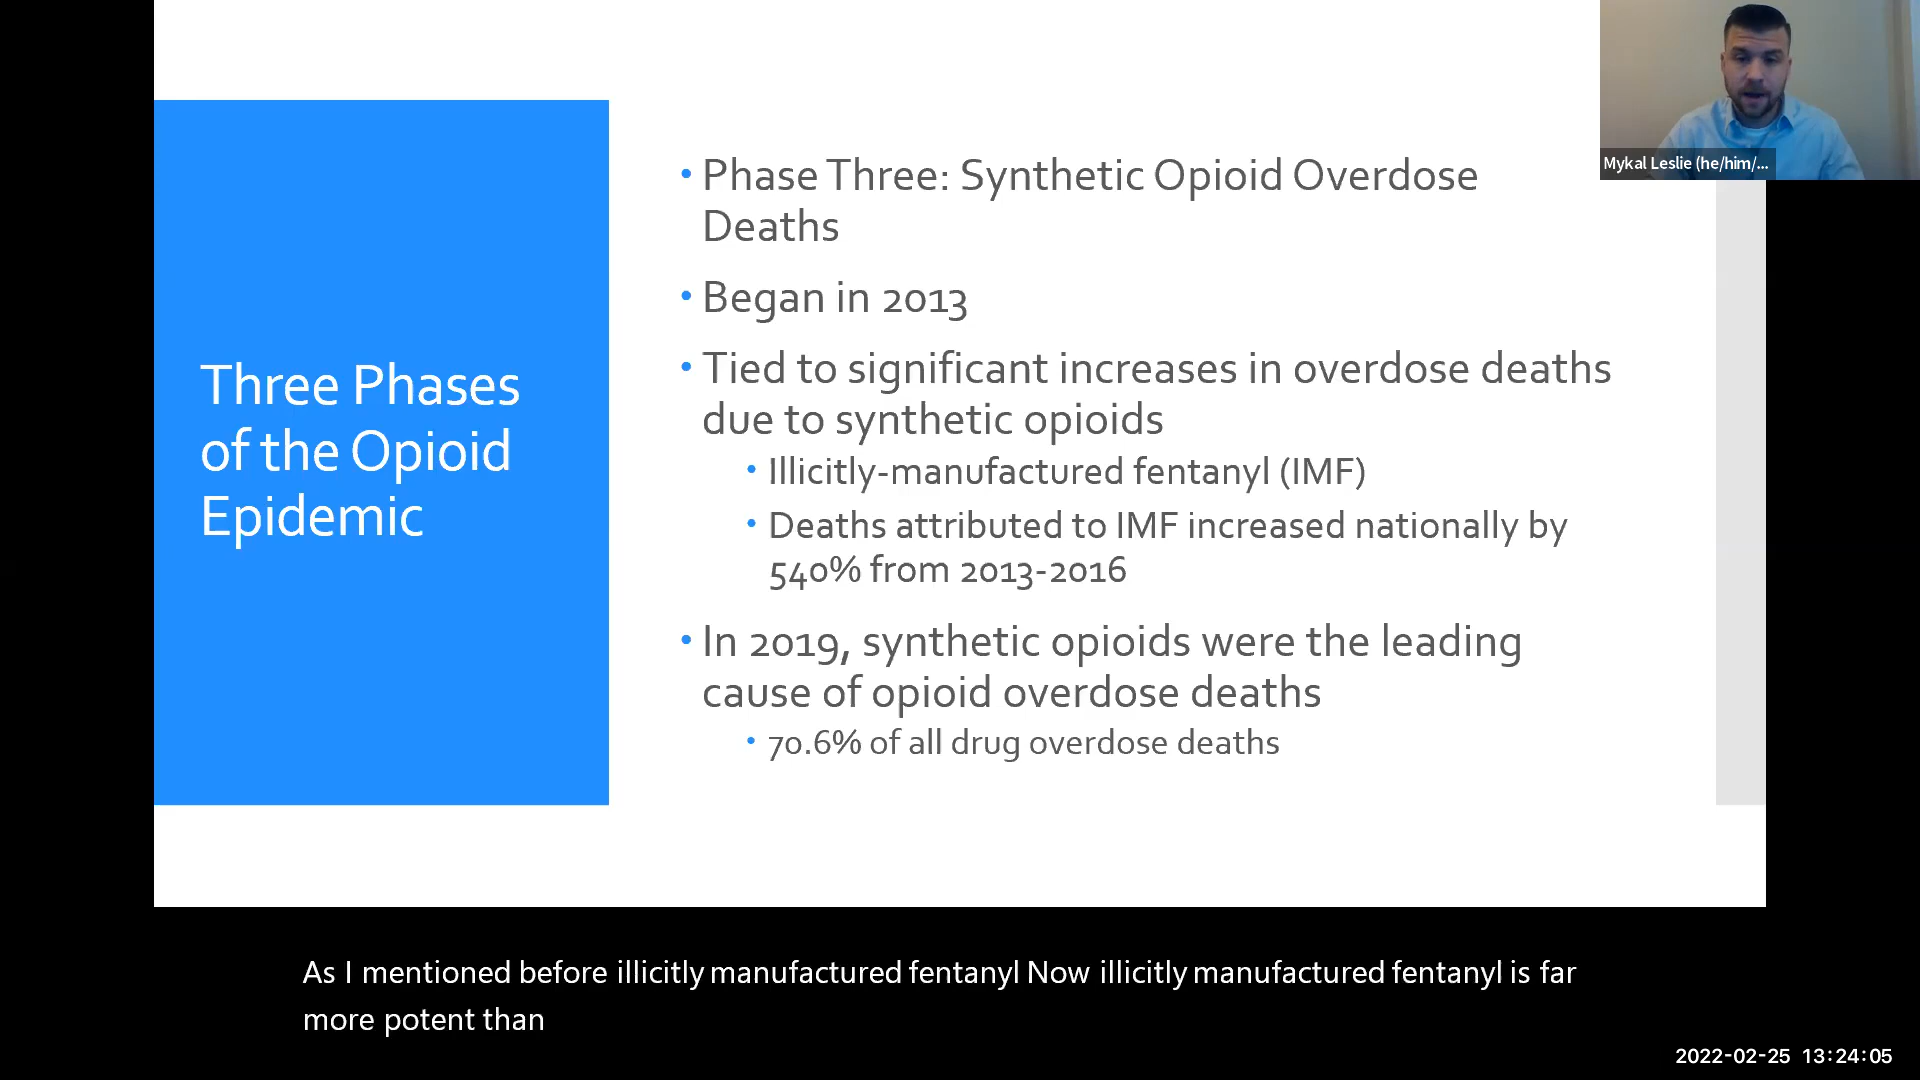 Three Phases
of the Opioid
Epidemic
• Phase Three: Synthetic Opioid Overdose
Deaths
• Began in 2013
• Tied to significant increases in overdose deaths
due to synthetic opioids
• Illicitly-manufactured fentanyl (IMF)
• Deaths attributed to IMF increased nationally by
540% from 2013-2016
• In 2019, synthetic opioids were the leading
cause of opioid overdose deaths
• 70.6% of all drug overdose deaths
Mykal Leslie (he/him/...
As I mentioned before illicitly manufactured fentanyl Now illicitly manufactured fentanyl is far
more potent than
2022-02-25 13:24:05